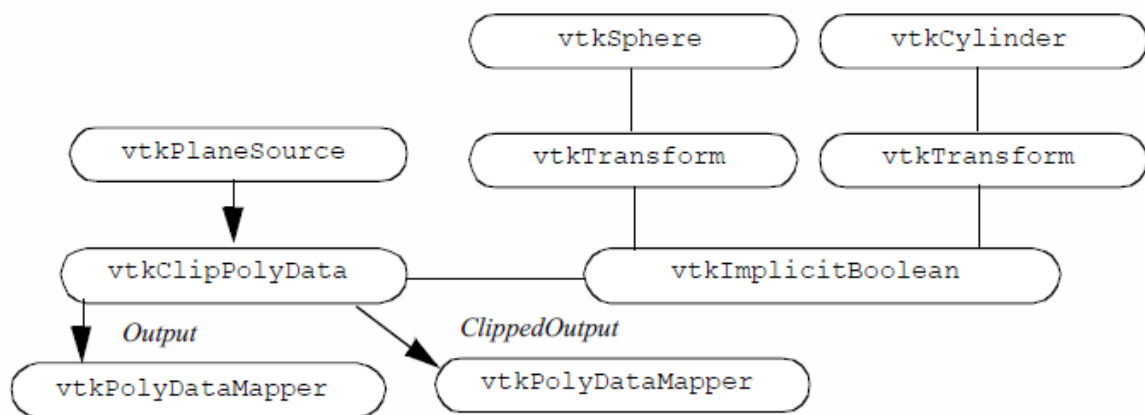 vtkSphere
vtkCylinder
vtkPlaneSource
vtkTransform
vtkTransform
vtkClipPolyData
vtkImplicitBoolean
Output
ClippedOutput
vtkPolyDataMapper
vtkPolyDataMapper